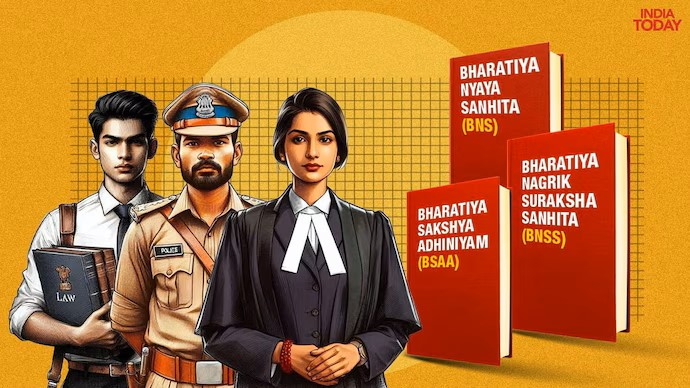 INDIA
TODAY
BHARATIYA
NYAYA
SANHITA
(BNS)
BHARATIYA
NAGRIK
SURAKSHA
SANHITA
(BNSS)
BHARATIYA
SAKSHYA
ADHINIYAM
(BSAA)
POLICE
LAW